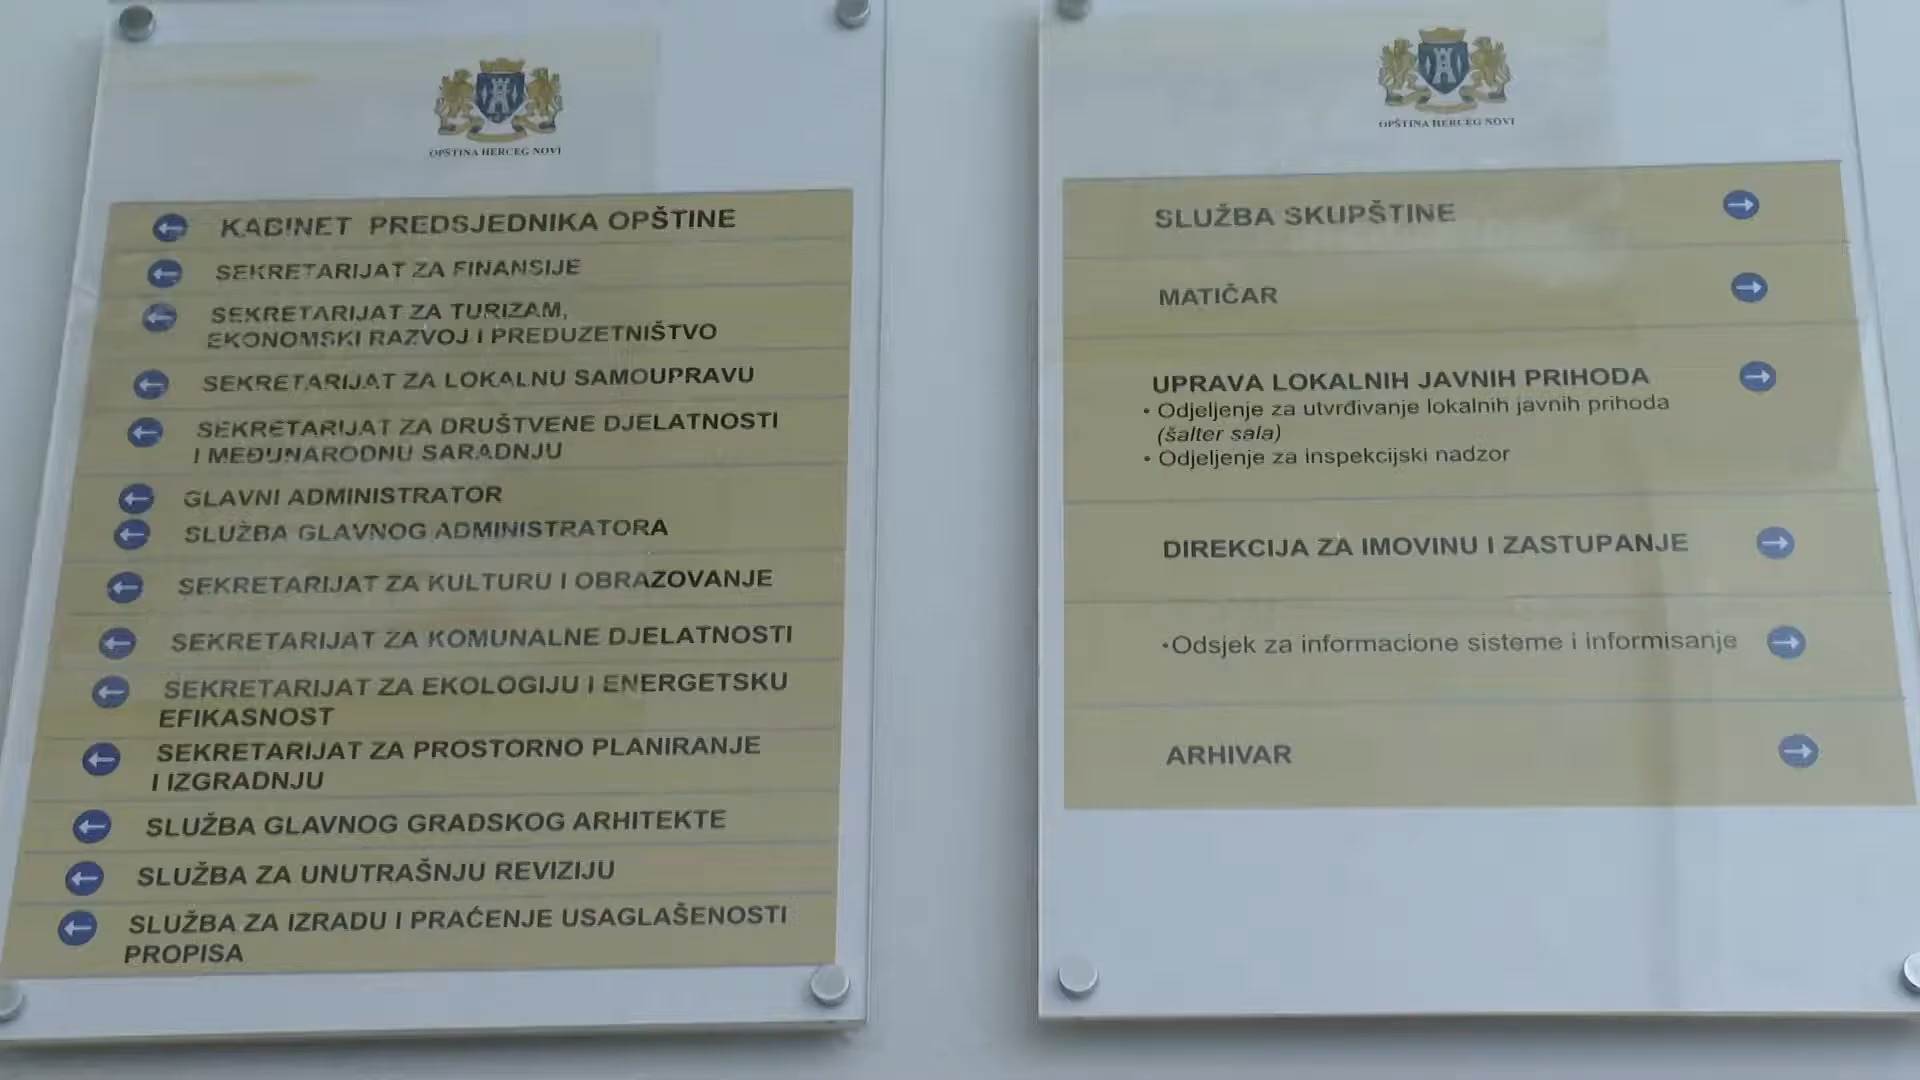 OPŠTINA HERCEG NOVI
KABINET PREDSJEDNIKA OPŠTINE
SEKRETARIJAT ZA FINANSIJE
SEKRETARIJAT ZA TURIZAM,
EKONOMSKI RAZVOJ I PREDUZETNIŠTVO
SEKRETARIJAT ZA LOKALNU SAMOUPRAVU
SEKRETARIJAT ZA DRUŠTVENE DJELATNOSTI
I MEĐUNARODNU SARADNJU
GLAVNI ADMINISTRATOR
SLUŽBA GLAVNOG ADMINISTRATORA
SEKRETARIJAT ZA KULTURU I OBRAZOVANJE
SEKRETARIJAT ZA KOMUNALNE DJELATNOSTI
SEKRETARIJAT ZA EKOLOGIJU I ENERGETSKU
EFIKASNOST
SEKRETARIJAT ZA PROSTORNO PLANIRANJE
I IZGRADNJU
SLUŽBA GLAVNOG GRADSKOG ARHITEKTE
SLUŽBA ZA UNUTRAŠNJU REVIZIJU
SLUŽBA ZA IZRADU I PRAĆENJE USAGLAŠENOSTI
PROPISA
OPŠTINA HERCEG NOVI
SLUŽBA SKUPŠTINE
MATIČAR
UPRAVA LOKALNIH JAVNIH PRIHODA
• Odjeljenje za utvrđivanje lokalnih javnih prihoda
(šalter sala)
• Odjeljenje za inspekcijski nadzor
DIREKCIJA ZA IMOVINU I ZASTUPANJE
•Odsjek za informacione sisteme i informisanje
ARHIVAR